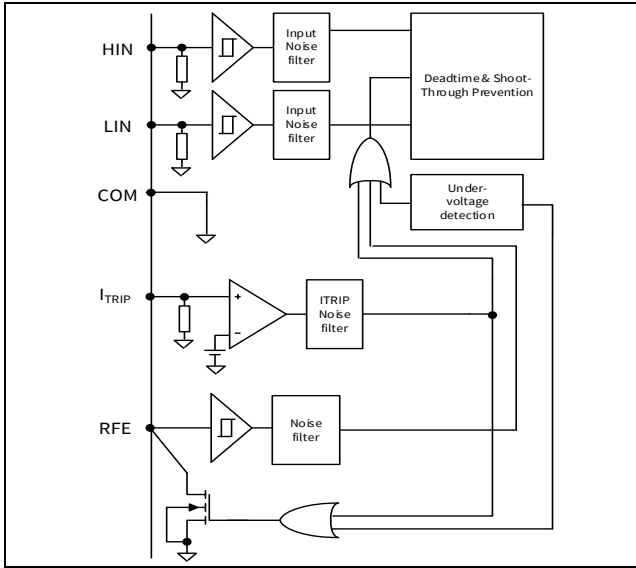 HIN
Input
Noise
filter
Deadtime & Shoot-
Through Prevention
LIN
Input
Noise
filter
COM
Under-
voltage
detection
ITRIP
+
−
ITRIP
Noise
filter
RFE
Noise
filter